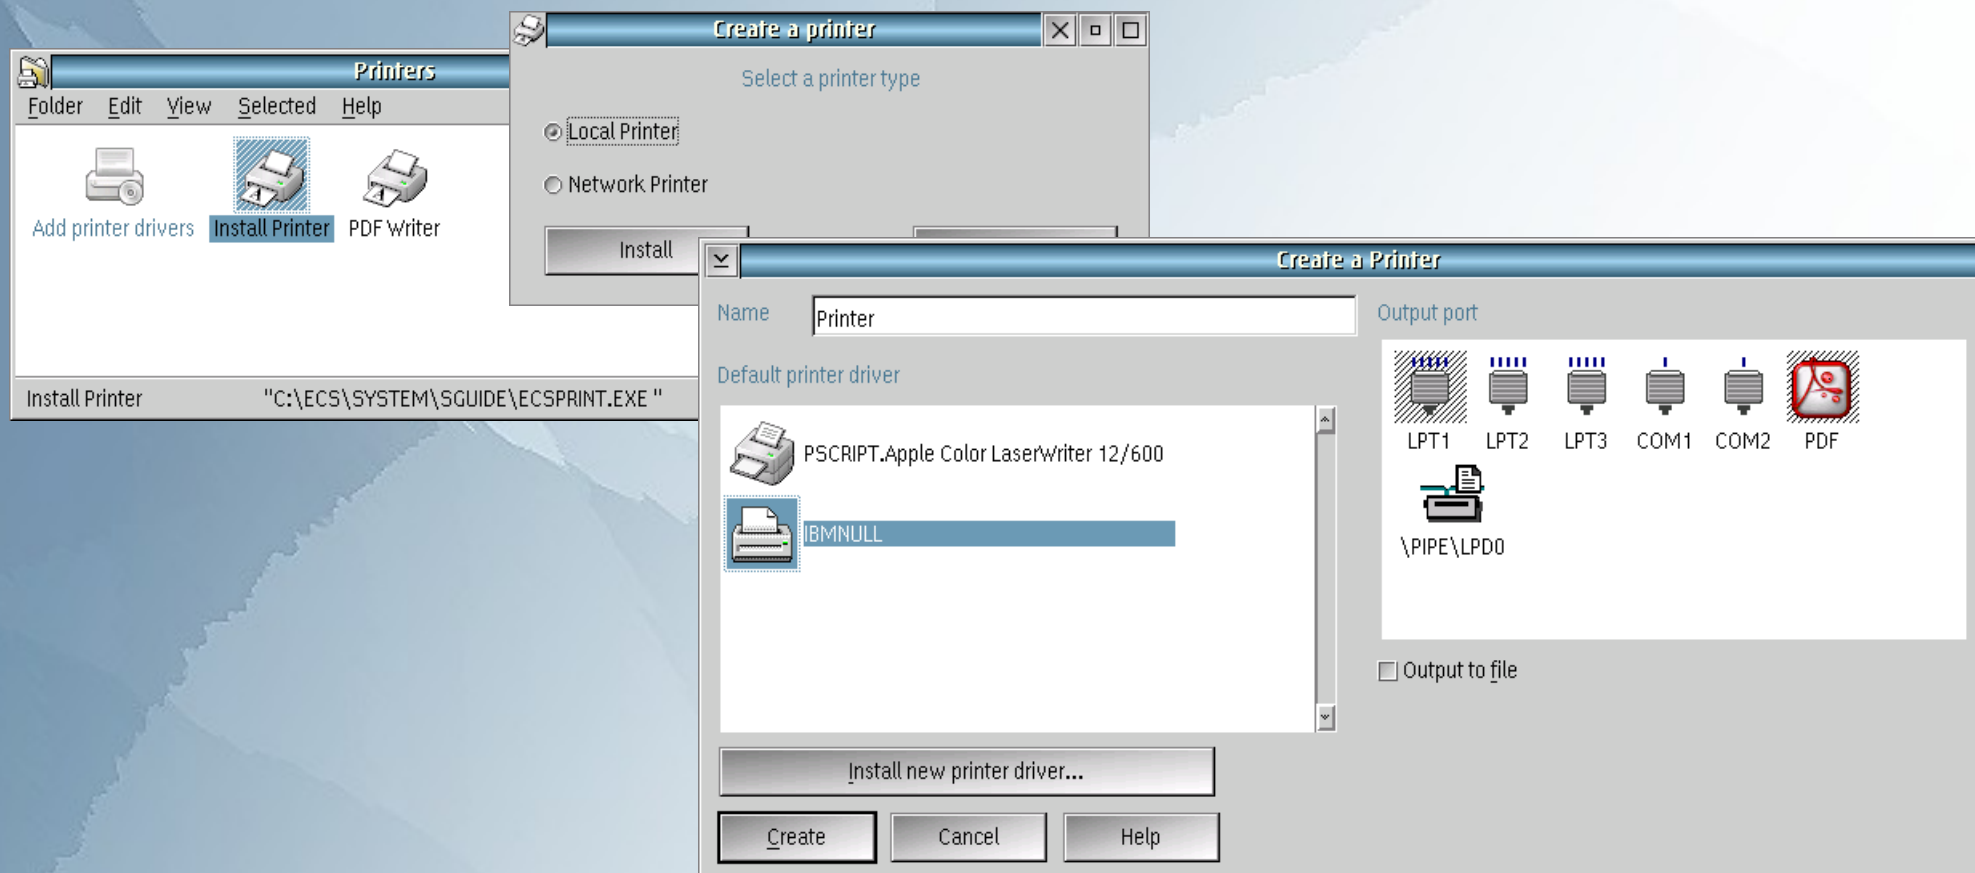 Printers
Folder Edit View Selected Help
Add printer drivers Install Printer PDF Writer
Install Printer "C:\ECS\SYSTEM\SGUIDE\ECSPRINT.EXE "
Create a printer
Select a printer type
Local Printer
Network Printer
Install
Create a Printer
Name Printer
Default printer driver
PSCRIPT.Apple Color LaserWriter 12/600
IBMNULL
Install new printer driver...
Create Cancel Help
Output port
LPT1 LPT2 LPT3 COM1 COM2 PDF
\PIPE\LPD0
Output to file